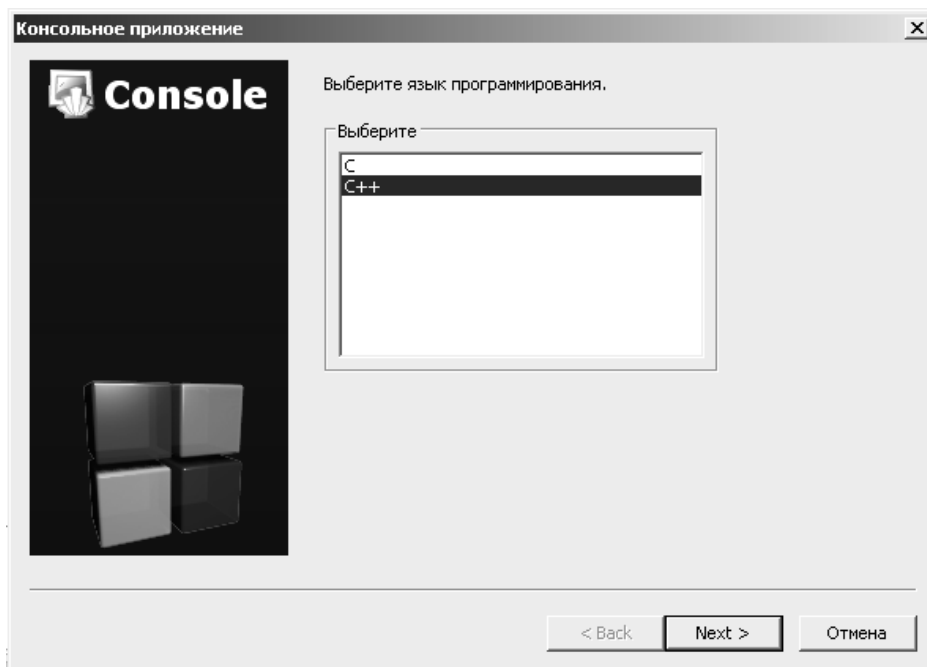 Консольное приложение
Console
Выберите язык программирования.
Выберите
C
C++
< Back
Next >
Отмена